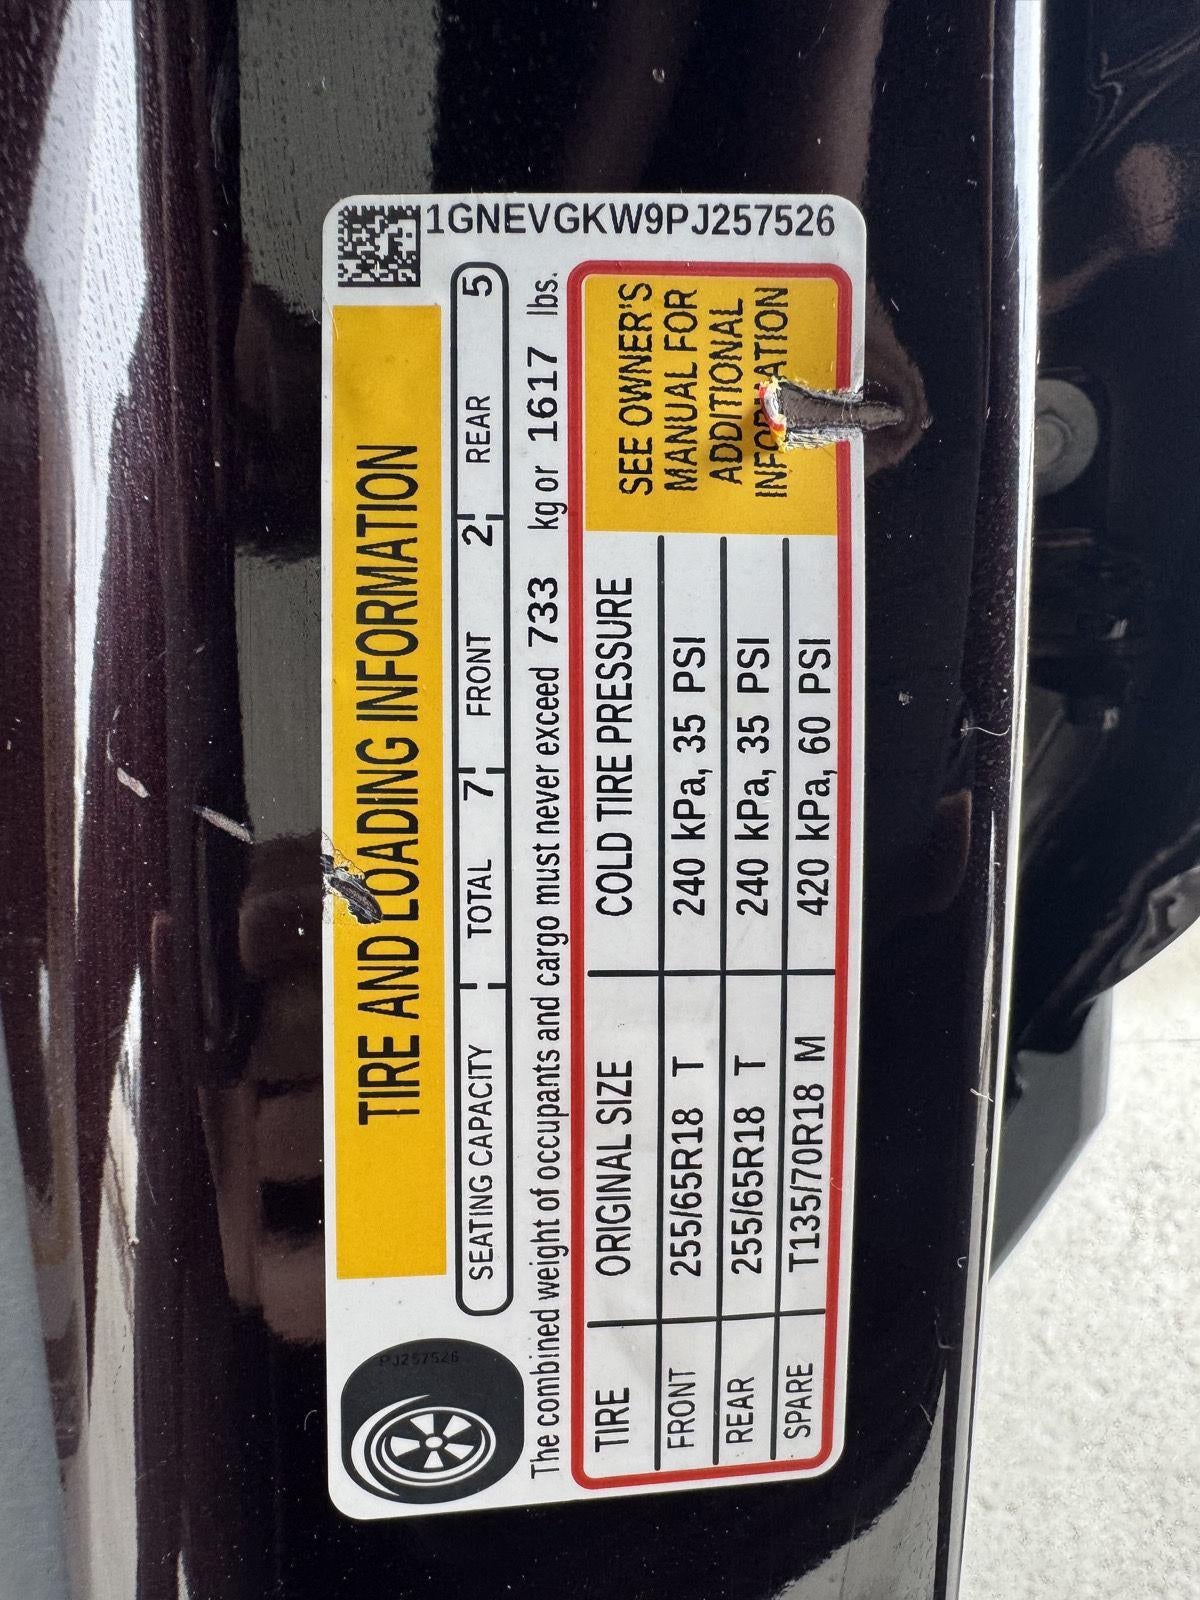 1GNEVGKW9PJ257526
TIRE AND LOADING INFORMATION
SEATING CAPACITY TOTAL 7 FRONT 2 REAR 5
The combined weight of occupants and cargo must never exceed 733 kg or 1617 lbs.
TIRE ORIGINAL SIZE COLD TIRE PRESSURE
FRONT 255/65R18 T 240 kPa, 35 PSI
REAR 255/65R18 T 240 kPa, 35 PSI
SPARE T135/70R18 M 420 kPa, 60 PSI
SEE OWNER'S
MANUAL FOR
ADDITIONAL
INFORMATION
PJ257526